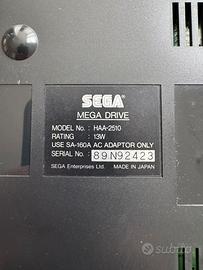 SEGA
MEGA DRIVE
MODEL No. : HAA-2510
RATING : 13W
USE SA-160A AC ADAPTOR ONLY
SERIAL No. : 89N92423
SEGA Enterprises Ltd. MADE IN JAPAN
subito